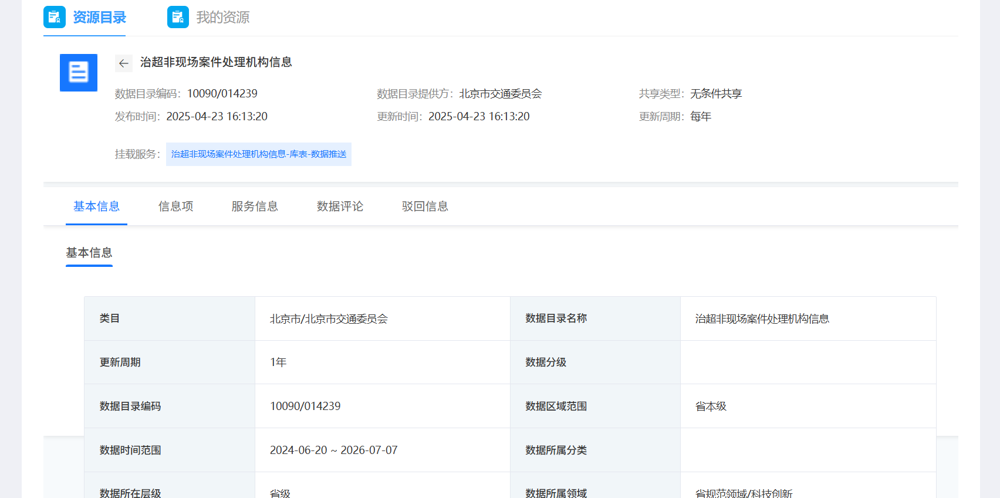 资源目录 我的资源
治超非现场案件处理机构信息
数据目录编码：10090/014239 数据目录提供方：北京市交通委员会 共享类型：无条件共享
发布时间：2025-04-23 16:13:20 更新时间：2025-04-23 16:13:20 更新周期：每年
挂载服务：治超非现场案件处理机构信息-库表-数据推送
基本信息 信息项 服务信息 数据评论 驳回信息
基本信息
类目 北京市/北京市交通委员会 数据目录名称 治超非现场案件处理机构信息
更新周期 1年 数据分级
数据目录编码 10090/014239 数据区域范围 省本级
数据时间范围 2024-06-20 ~ 2026-07-07 数据所属分类
数据所在层级 省级 数据所属领域 省规范领域/科技创新